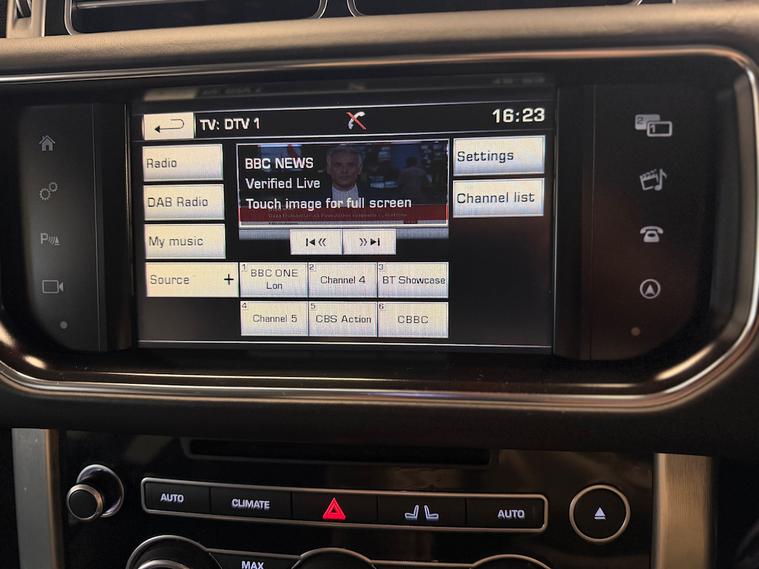 TV: DTV 1
16:23
Radio
DAB Radio
My music
Source +
BBC NEWS
Verified Live
Touch image for full screen
Settings
Channel list
1 BBC ONE
Lon
2 Channel 4
3 BT Showcase
4 Channel 5
5 CBS Action
6 CBBC
2
1
P
AUTO
CLIMATE
AUTO
MAX